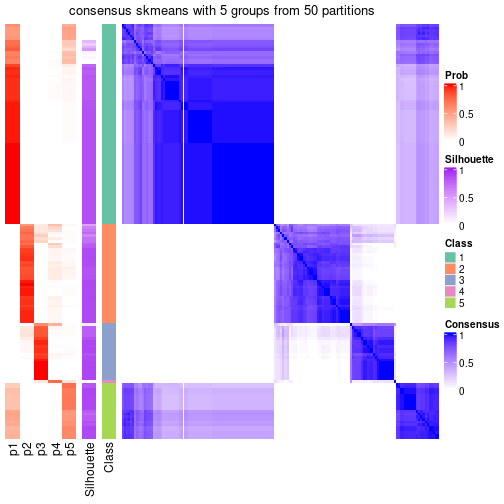 consensus skmeans with 5 groups from 50 partitions
Prob
1
0.5
0
Silhouette
1
0.5
0
Class
1
2
3
4
5
Consensus
1
0.5
0
p1
p2
p3
p4
p5
Silhouette
Class